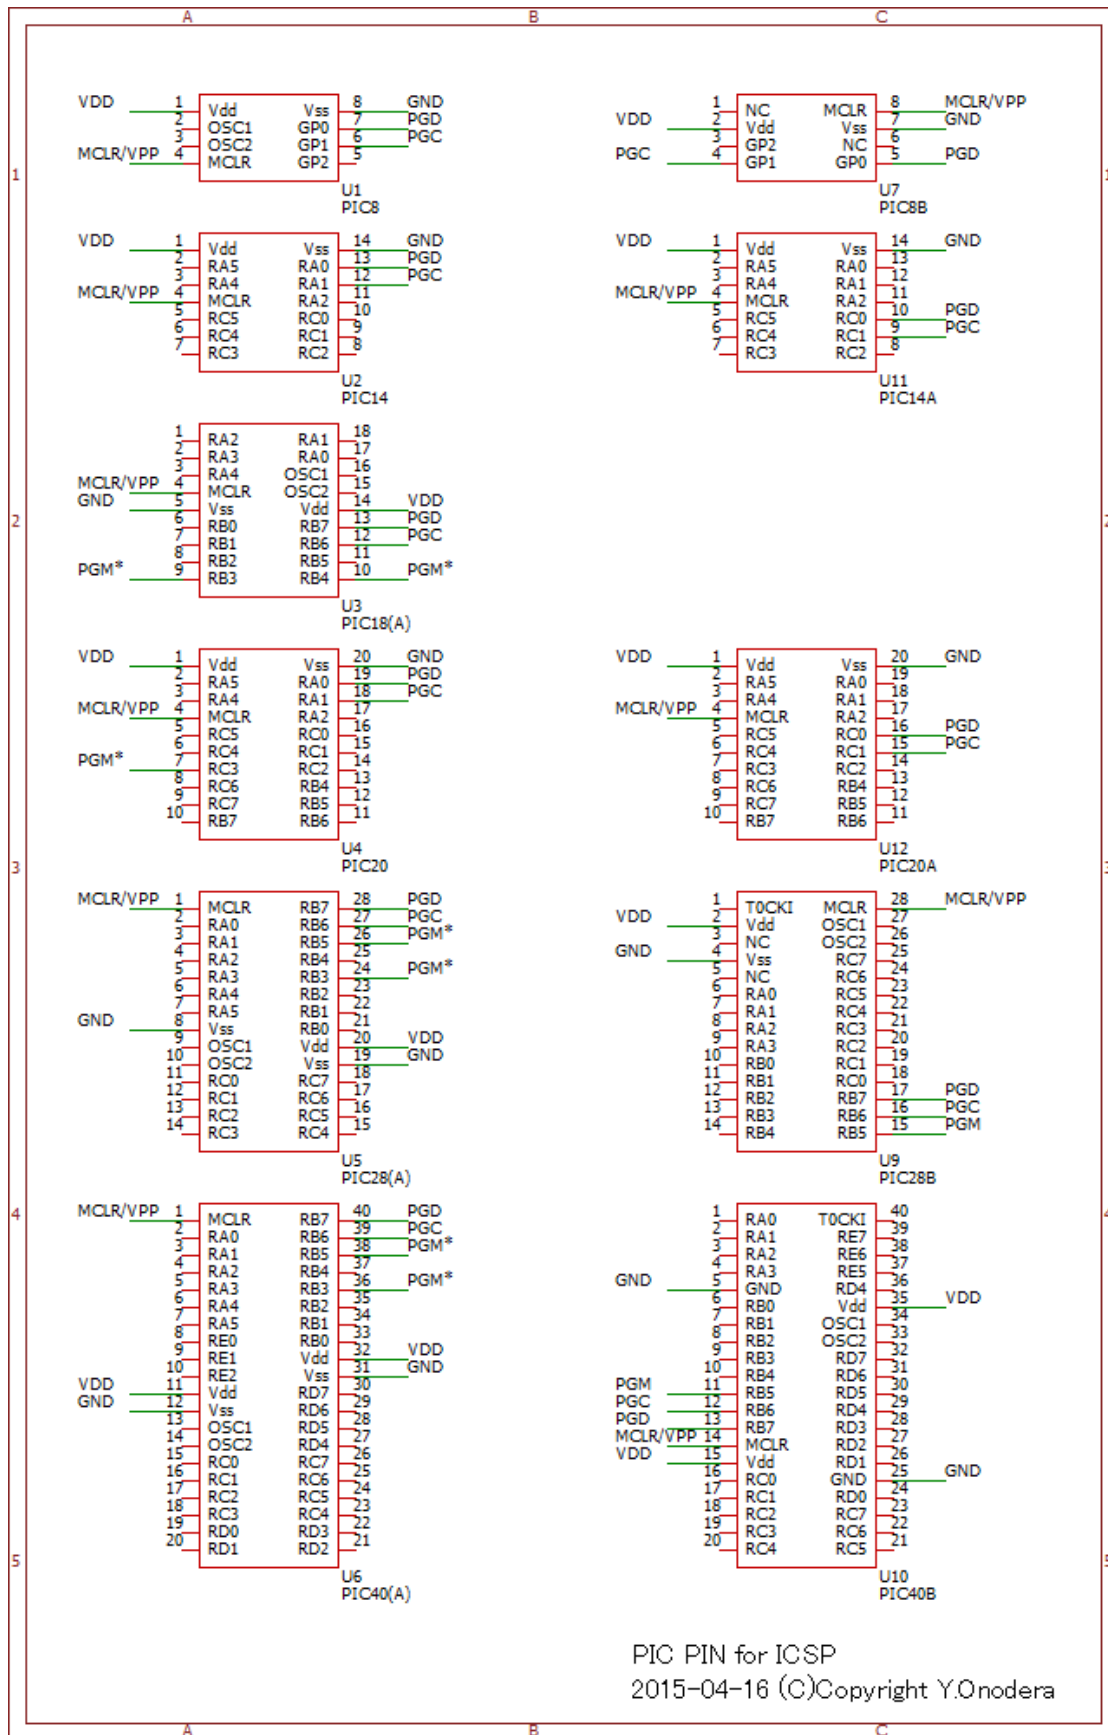 A B C
VDD 1 Vdd Vss 8 GND
2 OSC1 GP0 7 PGD
3 OSC2 GP1 6 PGC
MCLR/VPP 4 MCLR GP2 5
U1
PIC8
1 NC MCLR 8 MCLR/VPP
VDD 2 Vdd Vss 7 GND
3 GP2 NC 6
PGC 4 GP1 GP0 5 PGD
U7
PIC8B
1 1
VDD 1 Vdd Vss 14 GND
2 RA5 RA0 13 PGD
3 RA4 RA1 12 PGC
MCLR/VPP 4 MCLR RA2 11
5 RC5 RC0 10
6 RC4 RC1 9
7 RC3 RC2 8
U2
PIC14
VDD 1 Vdd Vss 14 GND
2 RA5 RA0 13
3 RA4 RA1 12
MCLR/VPP 4 MCLR RA2 11
5 RC5 RC0 10 PGD
6 RC4 RC1 9 PGC
7 RC3 RC2 8
U11
PIC14A
1 RA2 RA1 18
2 RA3 RA0 17
3 RA4 OSC1 16
MCLR/VPP 4 MCLR OSC2 15
GND 5 Vss Vdd 14 VDD
6 RB0 RB7 13 PGD
7 RB1 RB6 12 PGC
8 RB2 RB5 11
PGM* 9 RB3 RB4 10 PGM*
U3
PIC18(A)
2 2
VDD 1 Vdd Vss 20 GND
2 RA5 RA0 19 PGD
3 RA4 RA1 18 PGC
MCLR/VPP 4 MCLR RA2 17
5 RC5 RC0 16
6 RC4 RC1 15
PGM* 7 RC3 RC2 14
8 RC6 RB4 13
9 RC7 RB5 12
10 RB7 RB6 11
U4
PIC20
VDD 1 Vdd Vss 20 GND
2 RA5 RA0 19
3 RA4 RA1 18
MCLR/VPP 4 MCLR RA2 17
5 RC5 RC0 16 PGD
6 RC4 RC1 15 PGC
7 RC3 RC2 14
8 RC6 RB4 13
9 RC7 RB5 12
10 RB7 RB6 11
U12
PIC20A
3 3
MCLR/VPP 1 MCLR RB7 28 PGD
2 RA0 RB6 27 PGC
3 RA1 RB5 26 PGM*
4 RA2 RB4 25
5 RA3 RB3 24 PGM*
6 RA4 RB2 23
7 RA5 RB1 22
GND 8 Vss RB0 21
9 OSC1 Vdd 20 VDD
10 OSC2 Vss 19 GND
11 RC0 RC7 18
12 RC1 RC6 17
13 RC2 RC5 16
14 RC3 RC4 15
U5
PIC28(A)
1 T0CKI MCLR 28 MCLR/VPP
VDD 2 Vdd OSC1 27
3 NC OSC2 26
GND 4 Vss RC7 25
5 NC RC6 24
6 RA0 RC5 23
7 RA1 RC4 22
8 RA2 RC3 21
9 RA3 RC2 20
10 RB0 RC1 19
11 RB1 RC0 18
12 RB2 RB7 17 PGD
13 RB3 RB6 16 PGC
14 RB4 RB5 15 PGM
U9
PIC28B
4 4
MCLR/VPP 1 MCLR RB7 40 PGD
2 RA0 RB6 39 PGC
3 RA1 RB5 38 PGM*
4 RA2 RB4 37
5 RA3 RB3 36 PGM*
6 RA4 RB2 35
7 RA5 RB1 34
8 RE0 RB0 33
9 RE1 Vdd 32 VDD
10 RE2 Vss 31 GND
VDD 11 Vdd RD7 30
GND 12 Vss RD6 29
13 OSC1 RD5 28
14 OSC2 RD4 27
15 RC0 RC7 26
16 RC1 RC6 25
17 RC2 RC5 24
18 RC3 RC4 23
19 RD0 RD3 22
20 RD1 RD2 21
U6
PIC40(A)
1 RA0 T0CKI 40
2 RA1 RE7 39
3 RA2 RE6 38
4 RA3 RE5 37
GND 5 GND RD4 36
6 RB0 Vdd 35 VDD
7 RB1 OSC1 34
8 RB2 OSC2 33
9 RB3 RD7 32
10 RB4 RD6 31
PGM 11 RB5 RD5 30
PGC 12 RB6 RD4 29
PGD 13 RB7 RD3 28
MCLR/VPP 14 MCLR RD2 27
VDD 15 Vdd RD1 26
16 RC0 GND 25 GND
17 RC1 RD0 24
18 RC2 RC7 23
19 RC3 RC6 22
20 RC4 RC5 21
U10
PIC40B
5 5
PIC PIN for ICSP
2015-04-16 (C)Copyright Y.Onodera
A B C